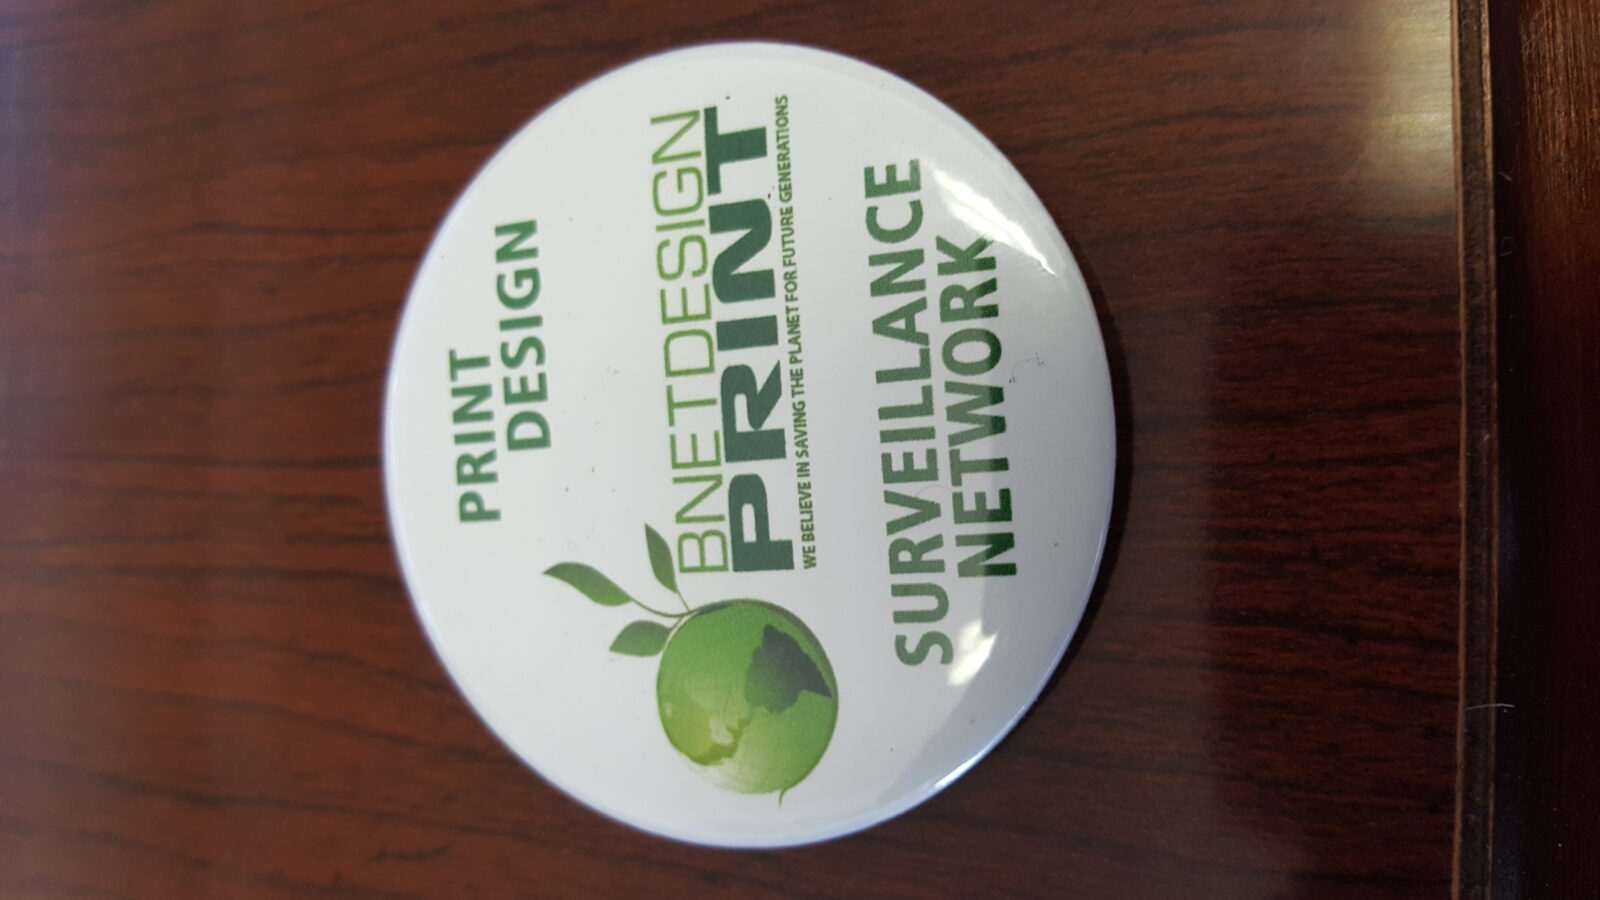 PRINT
DESIGN
BNETDESIGN
PRINT
WE BELIEVE IN SAVING THE PLANET FOR FUTURE GENERATIONS
SURVEILLANCE
NETWORK